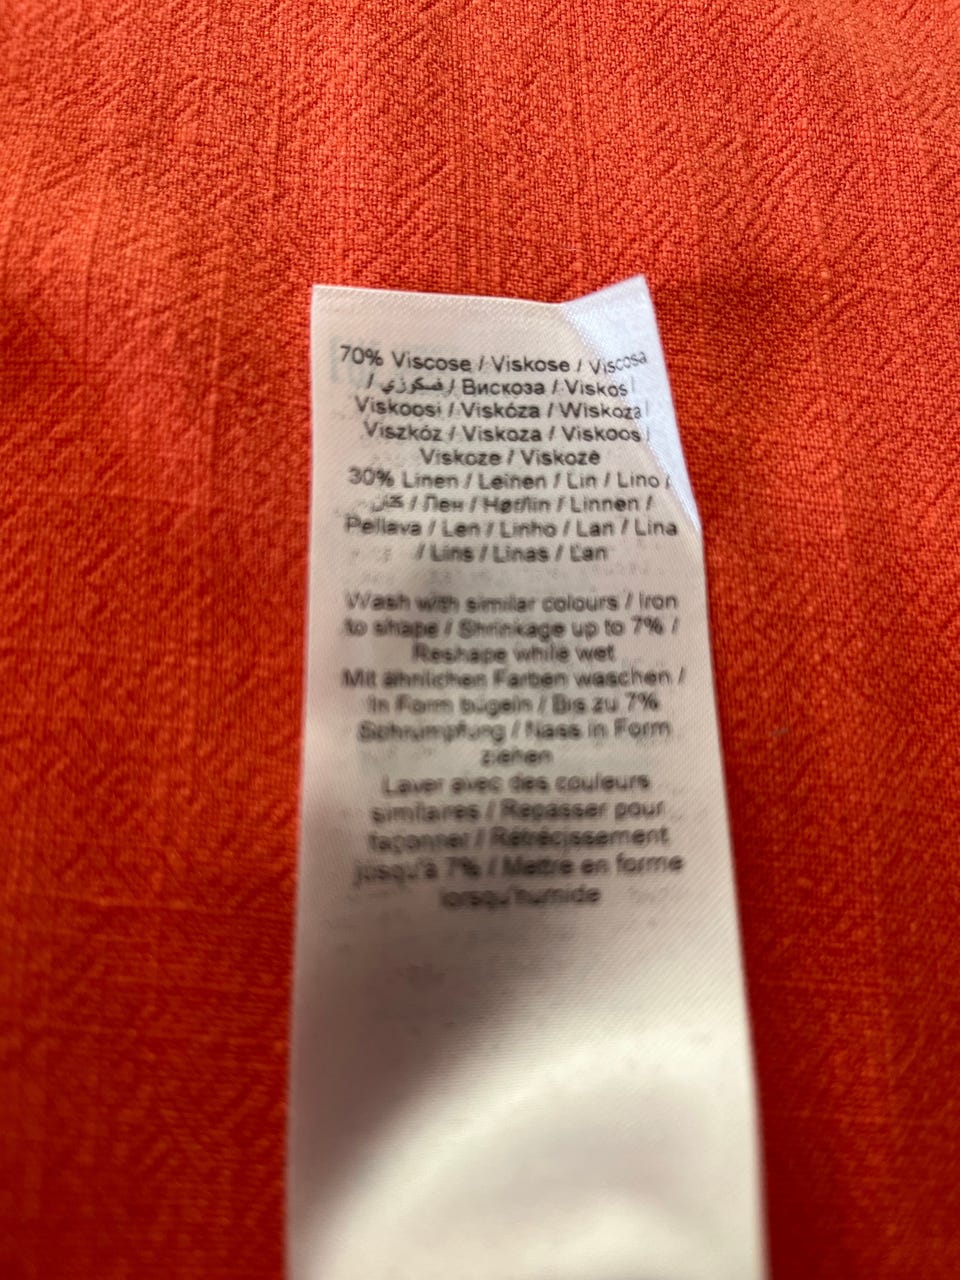 70% Viscose / Viskose / Viscosa
/ فسكوزي / Вискоза / Viskos /
Viskoosi / Viskóza / Wiskoza /
Viszkóz / Viskoza / Viskoos /
Viskoze / Viskozė
30% Linen / Leinen / Lin / Lino /
/ Лен / Hør/lin / Linnen /
Pellava / Len / Linho / Lan / Lina
/ Lins / Linas / Ľan
Wash with similar colours / Iron
to shape / Shrinkage up to 7% /
Reshape while wet
Mit ähnlichen Farben waschen /
In Form bügeln / Bis zu 7%
Schrumpfung / Nass in Form
ziehen
Laver avec des couleurs
similaires / Repasser pour
façonner / Rétrécissement
jusqu'à 7% / Mettre en forme
lorsqu'humide